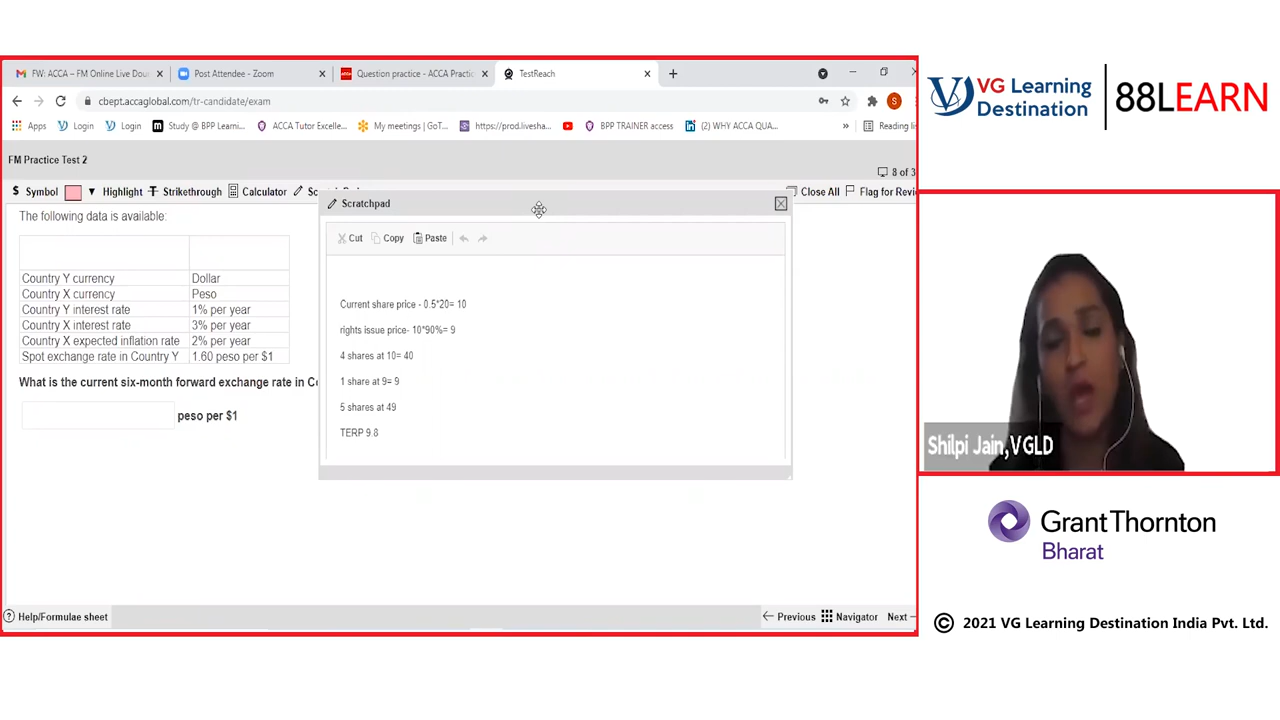 FW: ACCA – FM Online Live Dou
Post Attendee - Zoom
Question practice - ACCA Practic
TestReach
cbept.accaglobal.com/tr-candidate/exam
Apps
Login
Login
Study @ BPP Learni...
ACCA Tutor Excelle...
My meetings | GoT...
https://prod.livesha...
BPP TRAINER access
(2) WHY ACCA QUA...
»
Reading lis
FM Practice Test 2
8 of 3
$ Symbol
Highlight
Strikethrough
Calculator
Close All
Flag for Revie
The following data is available:
Country Y currency Dollar
Country X currency Peso
Country Y interest rate 1% per year
Country X interest rate 3% per year
Country X expected inflation rate 2% per year
Spot exchange rate in Country Y 1.60 peso per $1
What is the current six-month forward exchange rate in Co
peso per $1
Scratchpad
Cut Copy Paste
Current share price - 0.5*20= 10
rights issue price- 10*90%= 9
4 shares at 10= 40
1 share at 9= 9
5 shares at 49
TERP 9.8
Help/Formulae sheet
Previous
Navigator
Next
VG Learning
Destination
88LEARN
Shilpi Jain,VGLD
Grant Thornton
Bharat
© 2021 VG Learning Destination India Pvt. Ltd.